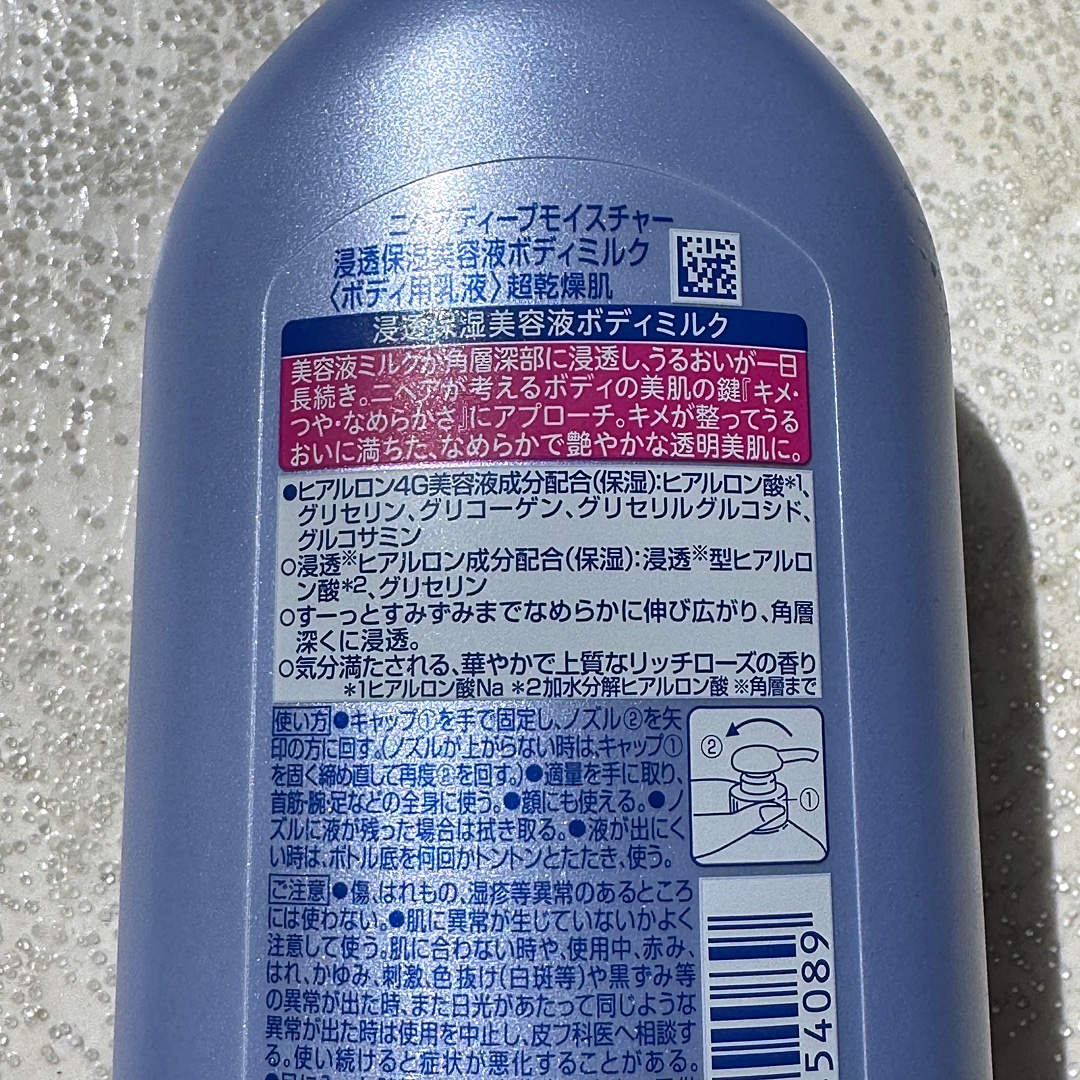 ニベアディープモイスチャー
浸透保湿美容液ボディミルク
〈ボディ用乳液〉超乾燥肌
浸透保湿美容液ボディミルク
美容液ミルクが角層深部に浸透し、うるおいが一日
長続き。ニベアが考えるボディの美肌の鍵『キメ・
つや・なめらかさ』にアプローチ。キメが整ってうる
おいに満ちた、なめらかで艶やかな透明美肌に。
●ヒアルロン4G美容液成分配合(保湿):ヒアルロン酸*1、
グリセリン、グリコーゲン、グリセリルグルコシド、
グルコサミン
○浸透※ヒアルロン成分配合(保湿):浸透※型ヒアルロ
ン酸*2、グリセリン
○すーっとすみずみまでなめらかに伸び広がり、角層
深くに浸透。
○気分満たされる、華やかで上質なリッチローズの香り
*1ヒアルロン酸Na *2加水分解ヒアルロン酸 ※角層まで
使い方 ●キャップ①を手で固定し、ノズル②を矢
印の方に回す。(ノズルが上がらない時は、キャップ①
を固く締め直して再度②を回す。)●適量を手に取り、
首筋・腕・足などの全身に使う。●顔にも使える。●ノ
ズルに液が残った場合は拭き取る。●液が出にく
い時は、ボトル底を何回かトントンとたたき、使う。
②
①
ご注意 ●傷、はれもの、湿疹等異常のあるところ
には使わない。●肌に異常が生じていないかよく
注意して使う。肌に合わない時や、使用中、赤み、
はれ、かゆみ、刺激、色抜け(白斑等)や黒ずみ等
の異常が出た時、また日光があたって同じような
異常が出た時は使用を中止し、皮フ科医へ相談す
る。使い続けると症状が悪化することがある。
54089